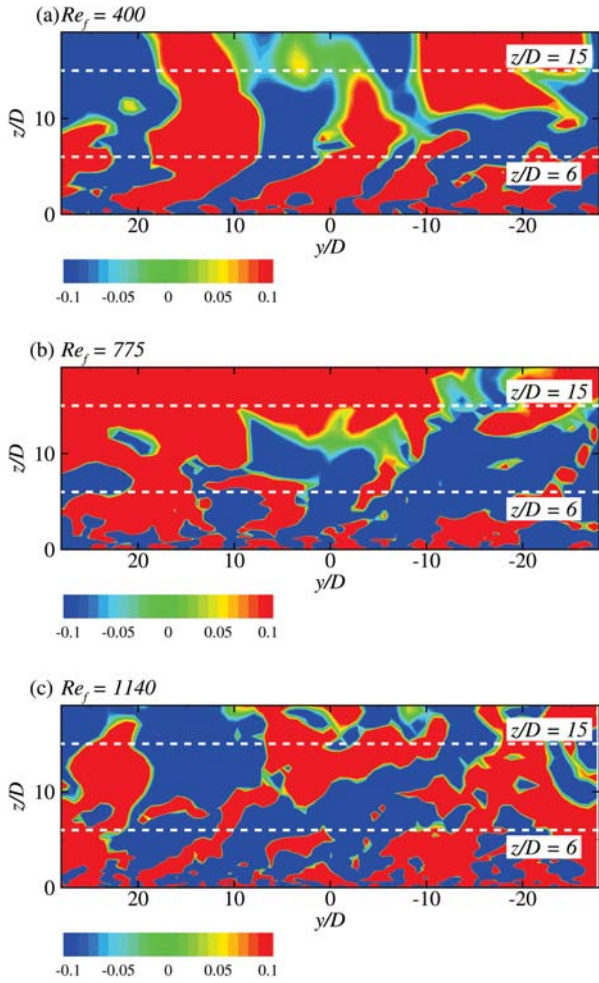 (a) Re_f = 400
z/D = 15
z/D
10
z/D = 6
0
20 10 0 -10 -20
y/D
-0.1 -0.05 0 0.05 0.1
(b) Re_f = 775
z/D = 15
z/D
10
z/D = 6
0
20 10 0 -10 -20
y/D
-0.1 -0.05 0 0.05 0.1
(c) Re_f = 1140
z/D = 15
z/D
10
z/D = 6
0
20 10 0 -10 -20
y/D
-0.1 -0.05 0 0.05 0.1